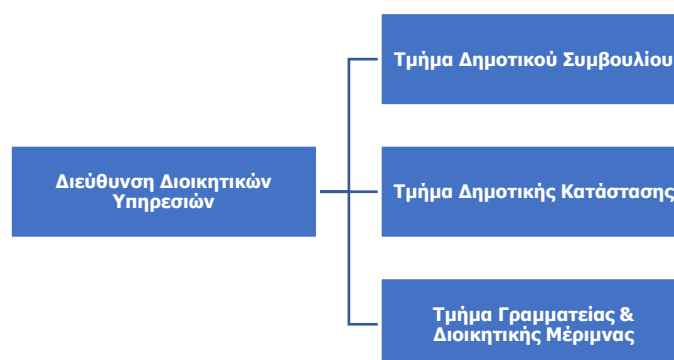 Τμήμα Δημοτικού Συμβουλίου
Διεύθυνση Διοικητικών
Υπηρεσιών
Τμήμα Δημοτικής Κατάστασης
Τμήμα Γραμματείας &
Διοικητικής Μέριμνας